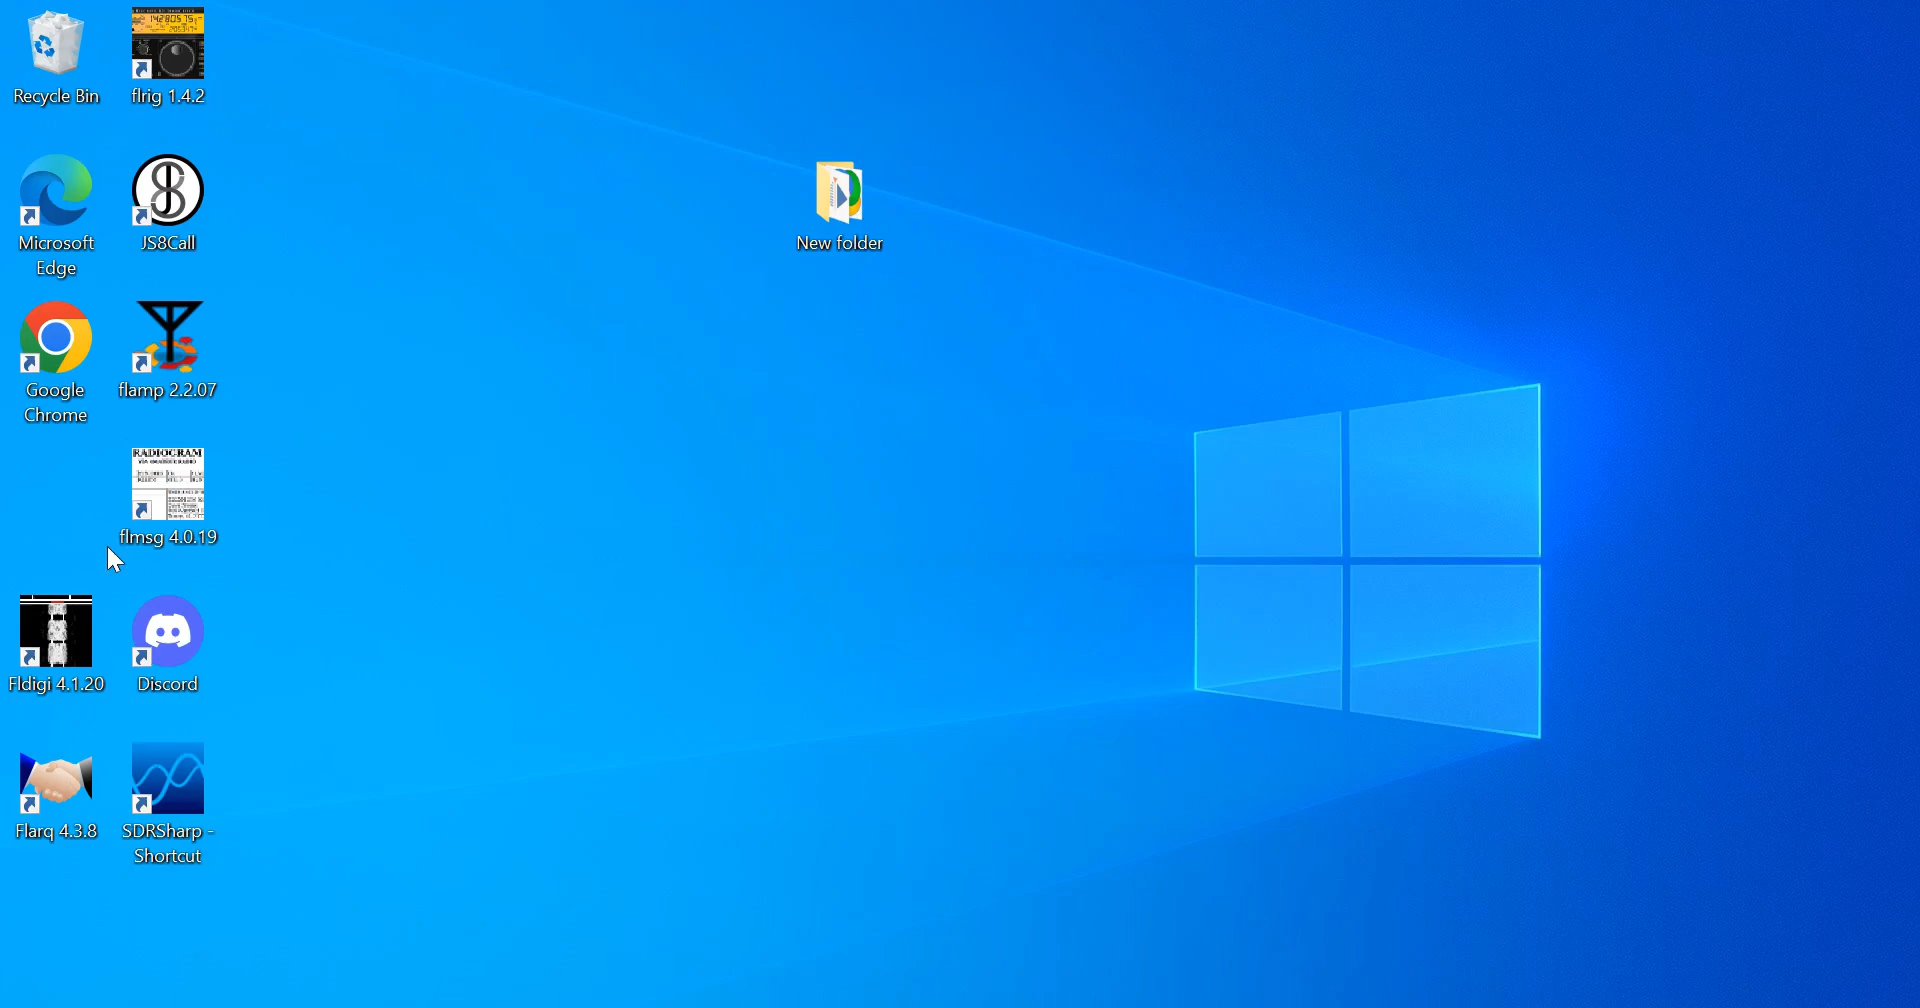 Recycle Bin
flrig 1.4.2
Microsoft
Edge
JS8Call
New folder
Google
Chrome
flamp 2.2.07
RADIOGRAM
flmsg 4.0.19
Fldigi 4.1.20
Discord
Flarq 4.3.8
SDRSharp -
Shortcut